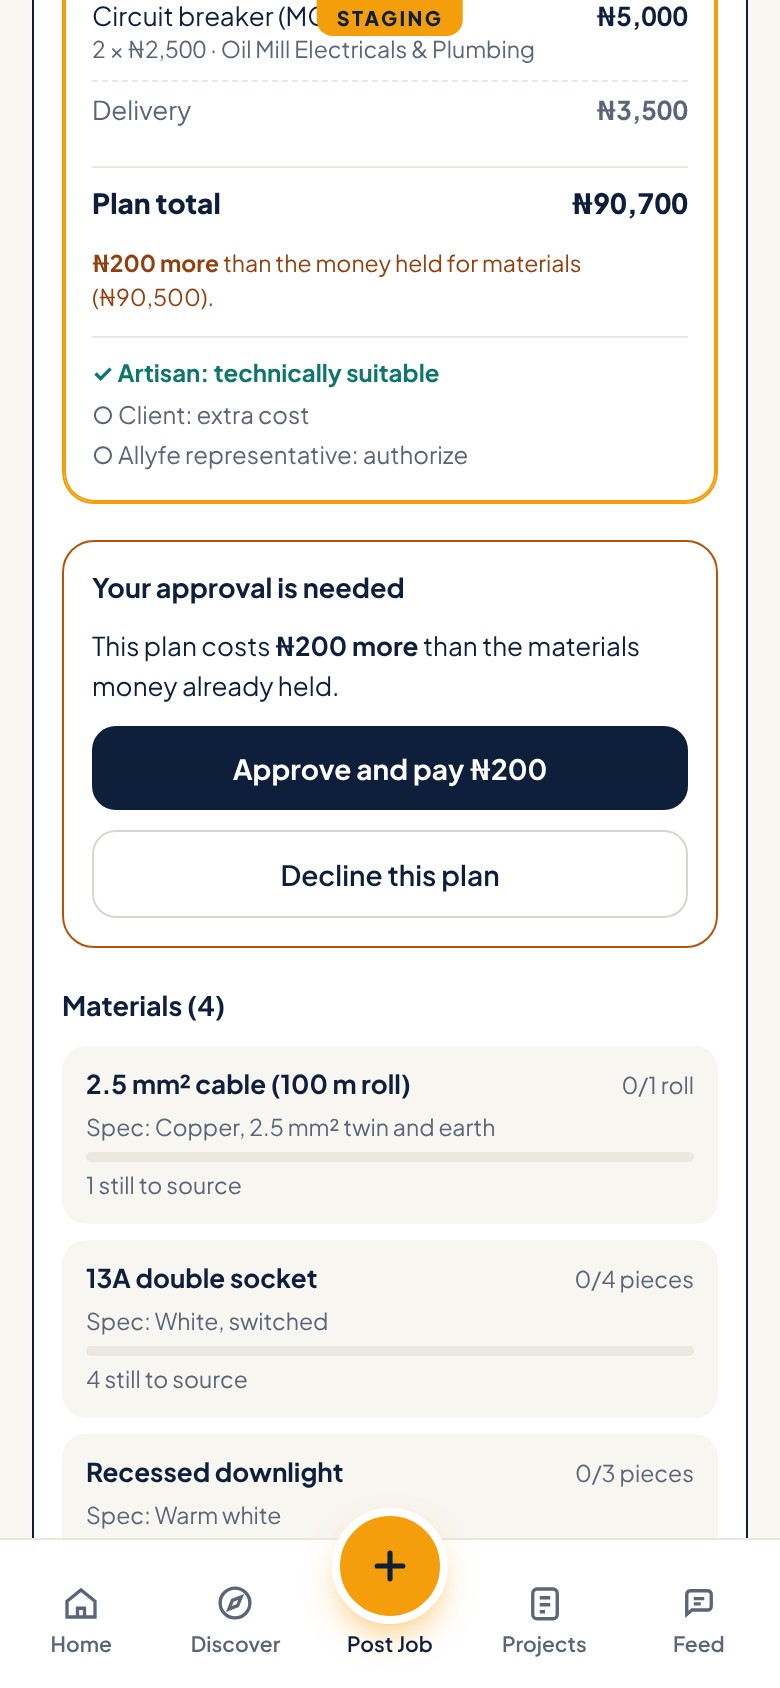 Circuit breaker (MC
STAGING
₦5,000
2 × ₦2,500 · Oil Mill Electricals & Plumbing
Delivery ₦3,500
Plan total ₦90,700
₦200 more than the money held for materials
(₦90,500).
✓ Artisan: technically suitable
○ Client: extra cost
○ Allyfe representative: authorize
Your approval is needed
This plan costs ₦200 more than the materials
money already held.
Approve and pay ₦200
Decline this plan
Materials (4)
2.5 mm² cable (100 m roll) 0/1 roll
Spec: Copper, 2.5 mm² twin and earth
1 still to source
13A double socket 0/4 pieces
Spec: White, switched
4 still to source
Recessed downlight 0/3 pieces
Spec: Warm white
Home Discover Post Job Projects Feed